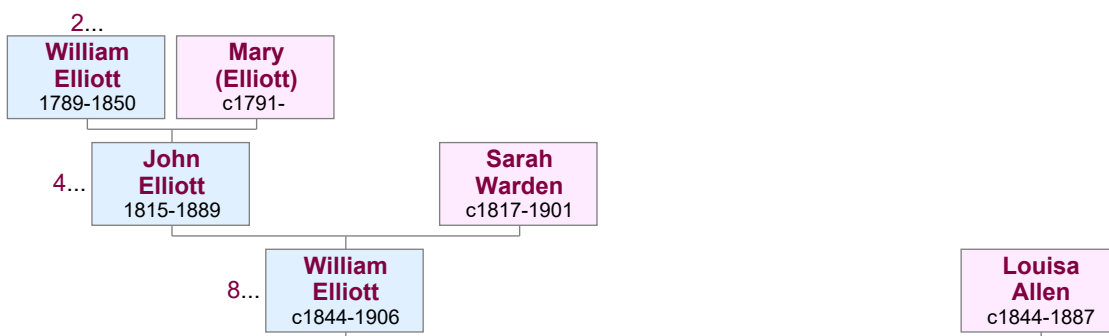 2...
William
Elliott
1789-1850
Mary
(Elliott)
c1791-
4...
John
Elliott
1815-1889
Sarah
Warden
c1817-1901
8...
William
Elliott
c1844-1906
Louisa
Allen
c1844-1887